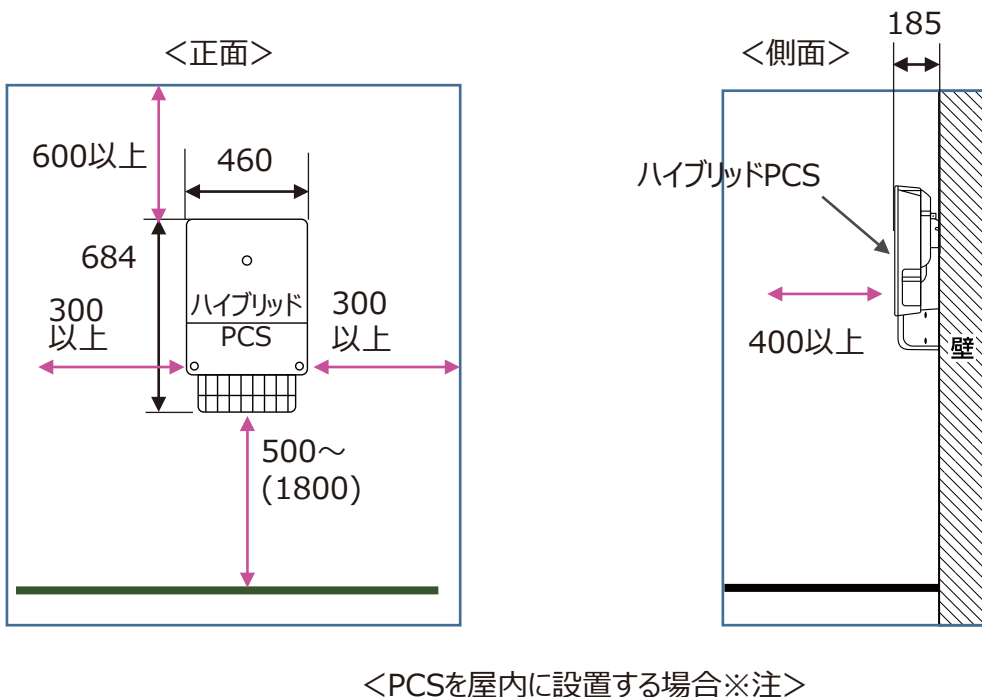 ＜正面＞
600以上
460
684
300
以上
ハイブリッド
PCS
300
以上
500～
(1800)
＜側面＞
185
ハイブリッドPCS
400以上
壁
＜PCSを屋内に設置する場合※注＞